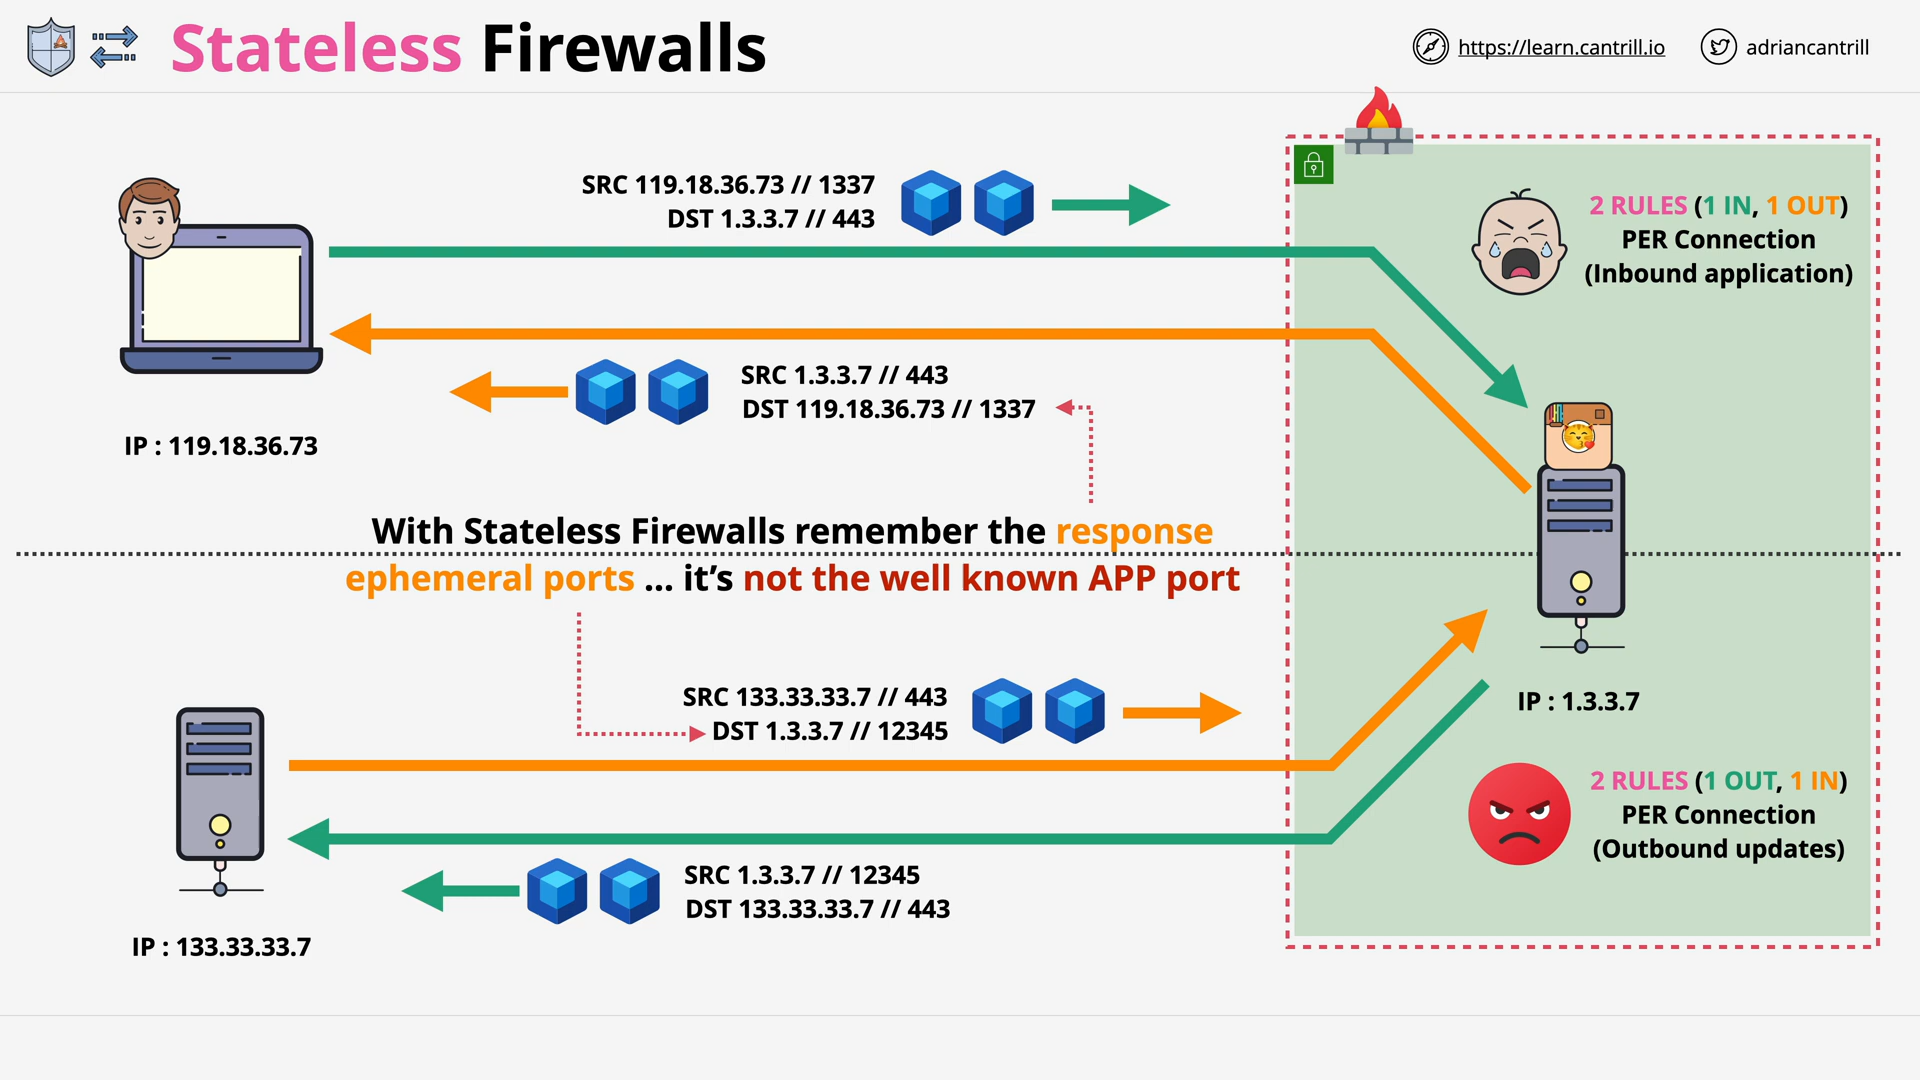 Stateless Firewalls
https://learn.cantrill.io
adriancantrill
SRC 119.18.36.73 // 1337
DST 1.3.3.7 // 443
2 RULES (1 IN, 1 OUT)
PER Connection
(Inbound application)
SRC 1.3.3.7 // 443
DST 119.18.36.73 // 1337
IP : 119.18.36.73
With Stateless Firewalls remember the response
ephemeral ports ... it's not the well known APP port
SRC 133.33.33.7 // 443
DST 1.3.3.7 // 12345
IP : 1.3.3.7
2 RULES (1 OUT, 1 IN)
PER Connection
(Outbound updates)
SRC 1.3.3.7 // 12345
DST 133.33.33.7 // 443
IP : 133.33.33.7